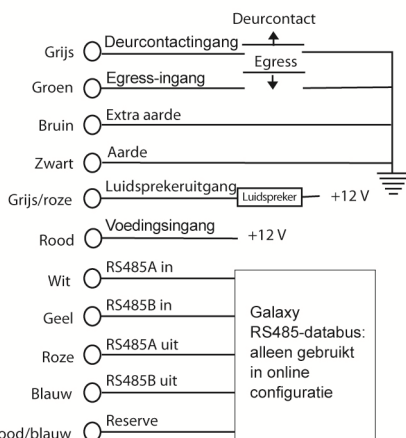 Deurcontact
Grijs Deurcontactingang
Egress
Groen Egress-ingang
Bruin Extra aarde
Zwart Aarde
Grijs/roze Luidsprekeruitgang Luidspreker +12 V
Rood Voedingsingang +12 V
Wit RS485A in
Geel RS485B in
Roze RS485A uit
Blauw RS485B uit
Galaxy
RS485-databus:
alleen gebruikt
in online
configuratie
ood/blauw Reserve